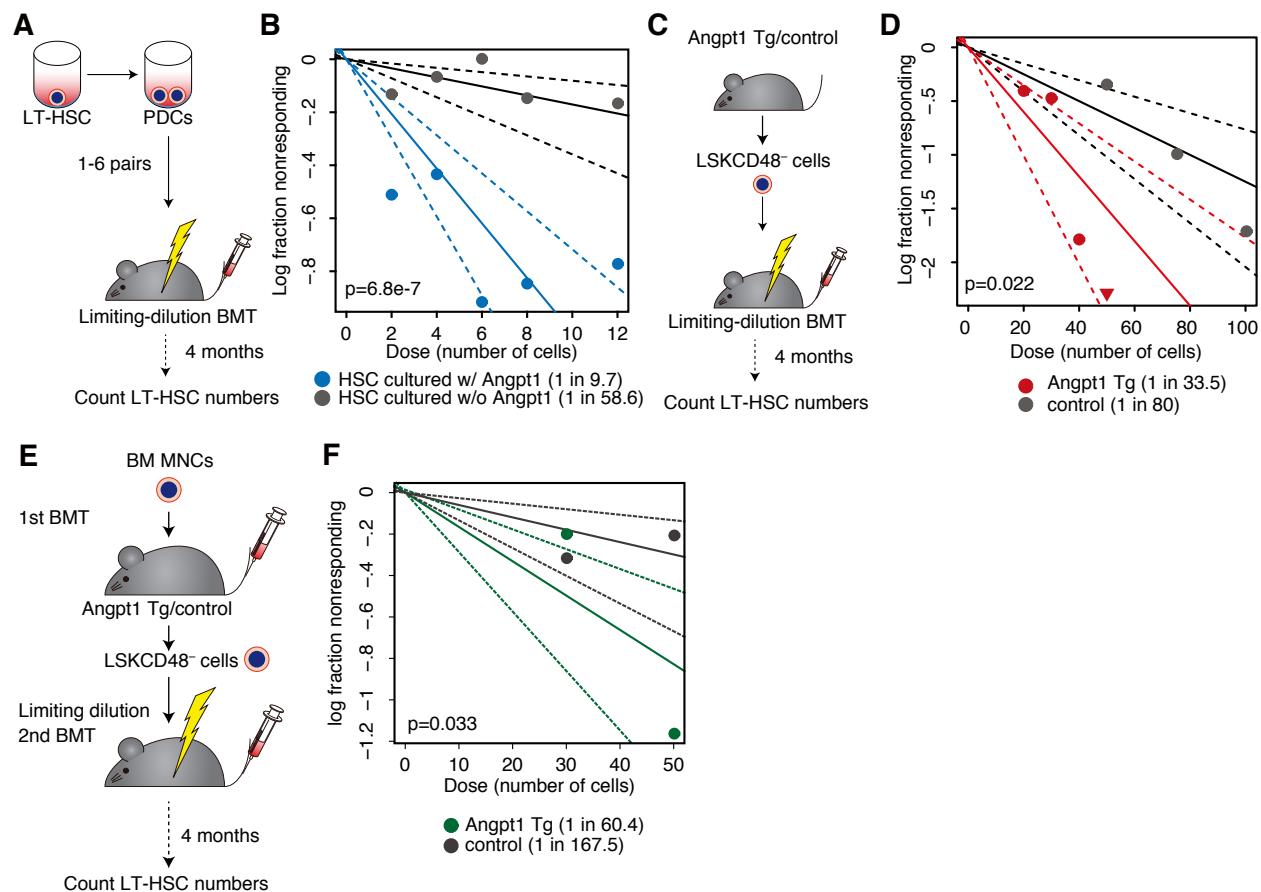 A
LT-HSC
PDCs
1-6 pairs
Limiting-dilution BMT
4 months
Count LT-HSC numbers
B
Log fraction nonresponding
0
−.2
−.4
−.6
−.8
p=6.8e-7
0 2 4 6 8 10 12
Dose (number of cells)
HSC cultured w/ Angpt1 (1 in 9.7)
HSC cultured w/o Angpt1 (1 in 58.6)
C
Angpt1 Tg/control
LSKCD48⁻ cells
Limiting-dilution BMT
4 months
Count LT-HSC numbers
D
Log fraction nonresponding
0
−.5
−1
−1.5
−2
p=0.022
0 20 40 60 80 100
Dose (number of cells)
Angpt1 Tg (1 in 33.5)
control (1 in 80)
E
BM MNCs
1st BMT
Angpt1 Tg/control
LSKCD48⁻ cells
Limiting dilution
2nd BMT
4 months
Count LT-HSC numbers
F
log fraction nonresponding
0
−.2
−.4
−.6
−.8
−1
−1.2
p=0.033
0 10 20 30 40 50
Dose (number of cells)
Angpt1 Tg (1 in 60.4)
control (1 in 167.5)